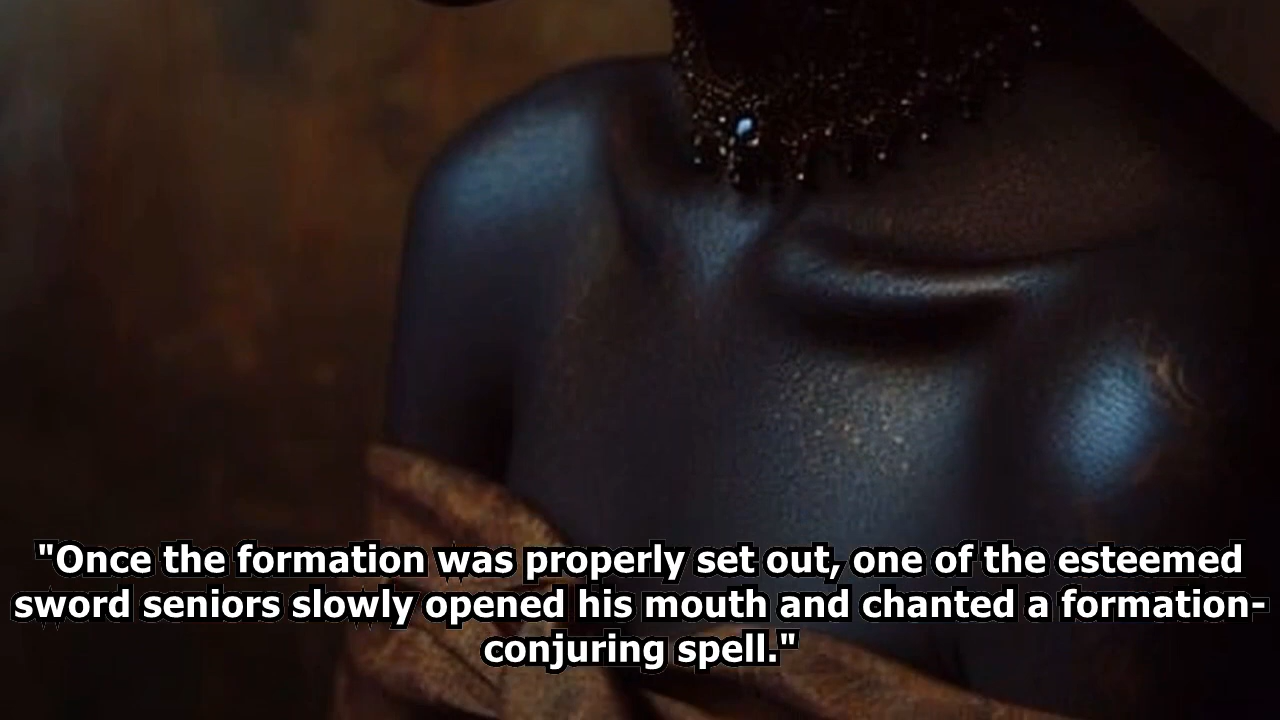 "Once the formation was properly set out, one of the esteemed
sword seniors slowly opened his mouth and chanted a formation-
conjuring spell."